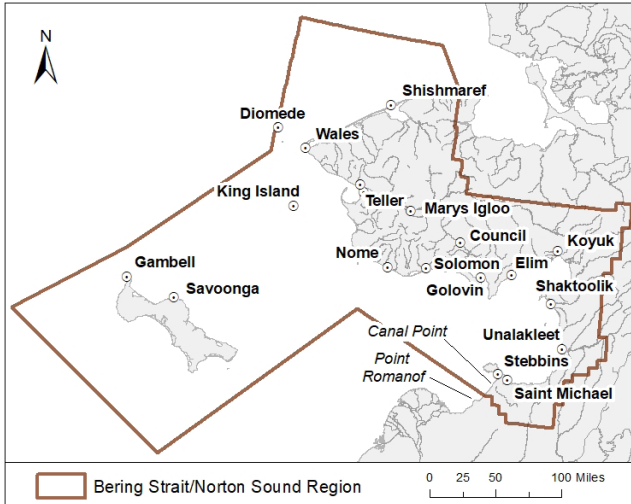 N
Shishmaref
Diomede
Wales
King Island
Teller
Marys Igloo
Council
Koyuk
Nome
Solomon
Elim
Gambell
Golovin
Savoonga
Shaktoolik
Canal Point
Unalakleet
Point
Romanof
Stebbins
Saint Michael
Bering Strait/Norton Sound Region
0 25 50 100 Miles